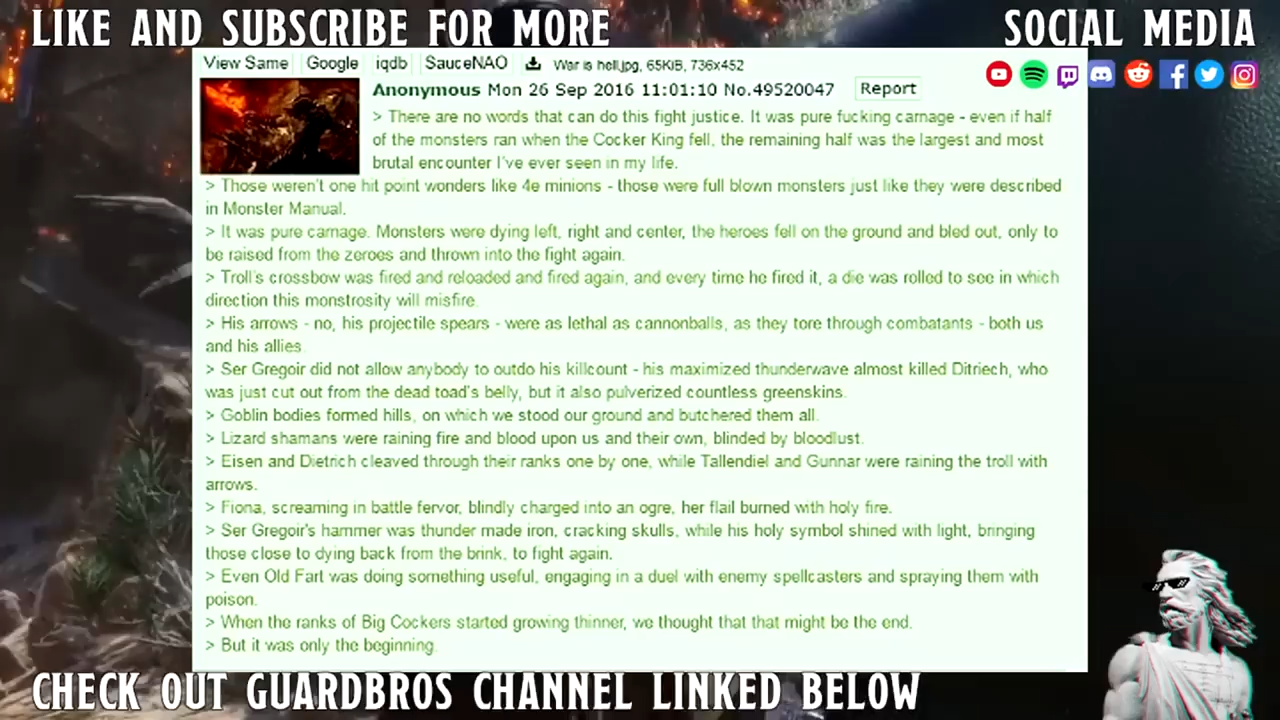 LIKE AND SUBSCRIBE FOR MORE
SOCIAL MEDIA
View Same Google iqdb SauceNAO War is hell.jpg, 65KiB, 736x452
Anonymous Mon 26 Sep 2016 11:01:10 No.49520047 Report
> There are no words that can do this fight justice. It was pure fucking carnage - even if half
of the monsters ran when the Cocker King fell, the remaining half was the largest and most
brutal encounter I've ever seen in my life.
> Those weren't one hit point wonders like 4e minions - those were full blown monsters just like they were described
in Monster Manual.
> It was pure carnage. Monsters were dying left, right and center, the heroes fell on the ground and bled out, only to
be raised from the zeroes and thrown into the fight again.
> Troll's crossbow was fired and reloaded and fired again, and every time he fired it, a die was rolled to see in which
direction this monstrosity will misfire.
> His arrows - no, his projectile spears - were as lethal as cannonballs, as they tore through combatants - both us
and his allies.
> Ser Gregoir did not allow anybody to outdo his killcount - his maximized thunderwave almost killed Ditriech, who
was just cut out from the dead toad's belly, but it also pulverized countless greenskins.
> Goblin bodies formed hills, on which we stood our ground and butchered them all.
> Lizard shamans were raining fire and blood upon us and their own, blinded by bloodlust.
> Eisen and Dietrich cleaved through their ranks one by one, while Tallendiel and Gunnar were raining the troll with
arrows.
> Fiona, screaming in battle fervor, blindly charged into an ogre, her flail burned with holy fire.
> Ser Gregoir's hammer was thunder made iron, cracking skulls, while his holy symbol shined with light, bringing
those close to dying back from the brink, to fight again.
> Even Old Fart was doing something useful, engaging in a duel with enemy spellcasters and spraying them with
poison.
> When the ranks of Big Cockers started growing thinner, we thought that that might be the end.
> But it was only the beginning.
CHECK OUT GUARDBROS CHANNEL LINKED BELOW